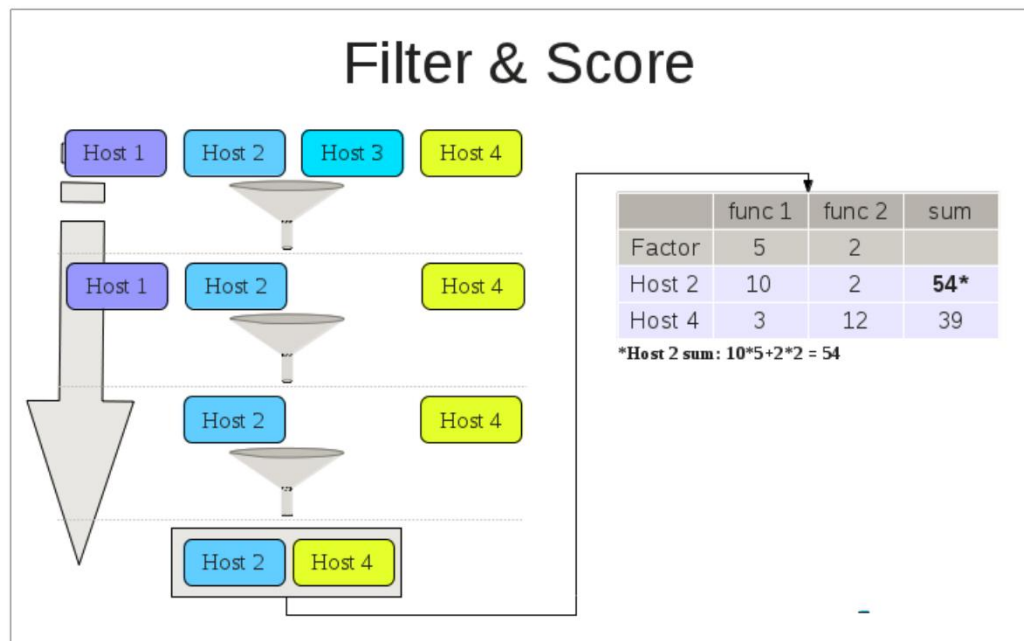 Filter & Score
Host 1 Host 2 Host 3 Host 4
Host 1 Host 2 Host 4
Host 2 Host 4
Host 2 Host 4
func 1 func 2 sum
Factor 5 2
Host 2 10 2 54*
Host 4 3 12 39
*Host 2 sum: 10*5+2*2 = 54